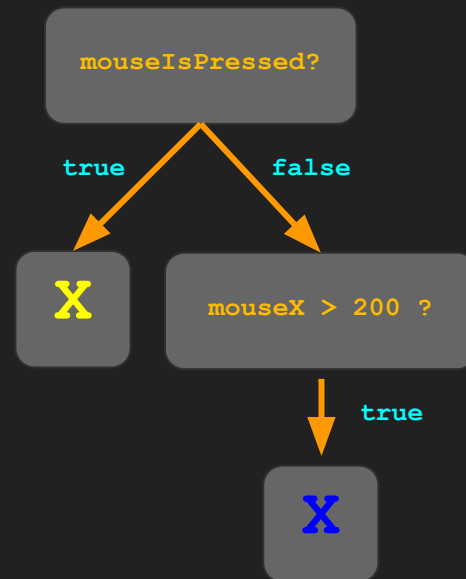 mouseIsPressed?
true
false
X
mouseX > 200 ?
true
X